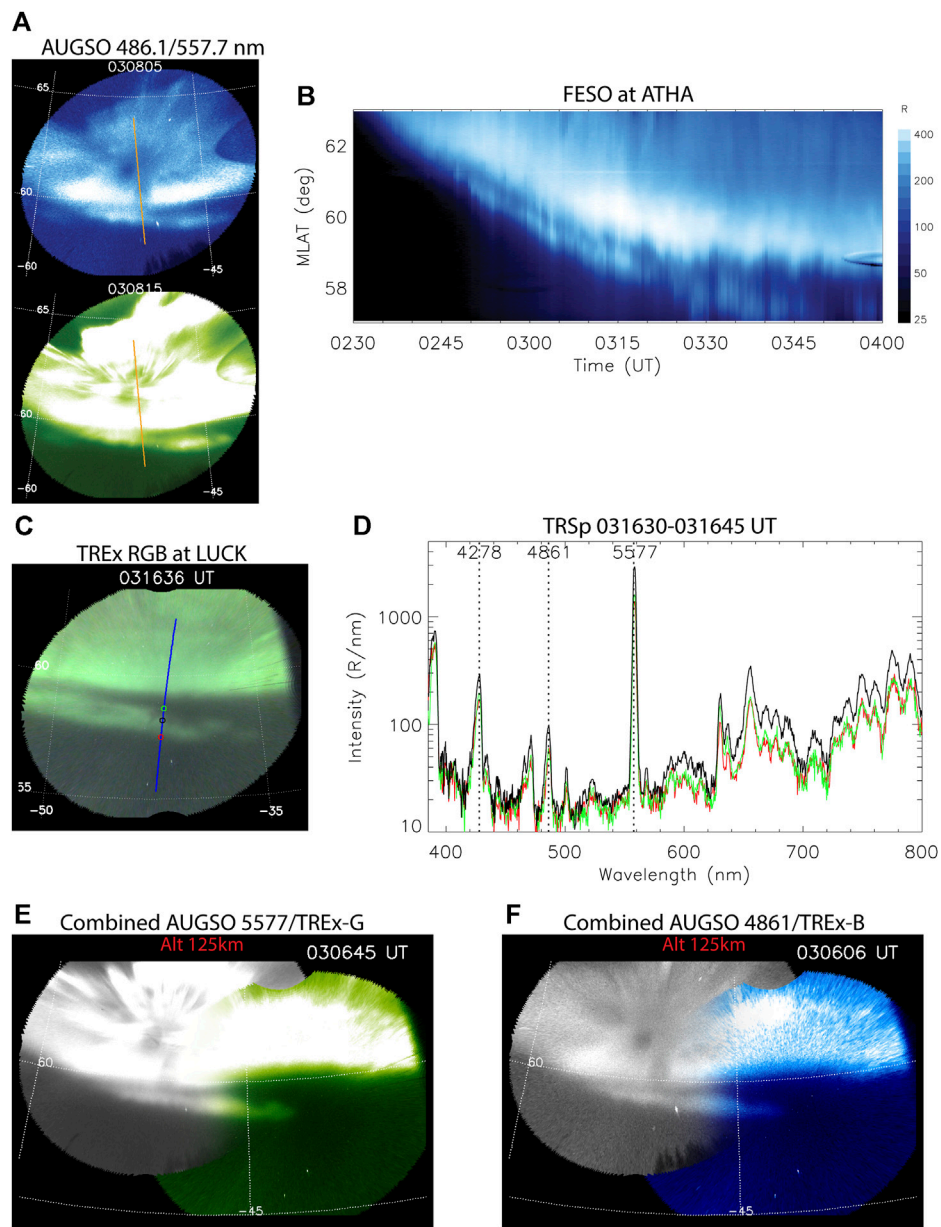 A
AUGSO 486.1/557.7 nm
030805
65
60
-60
-45
030815
65
60
-60
-45
B
FESO at ATHA
R
400
200
100
50
25
MLAT (deg)
62
60
58
0230 0245 0300 0315 0330 0345 0400
Time (UT)
C
TREx RGB at LUCK
031636 UT
60
55
-50
-35
D
TRSp 031630-031645 UT
4278 4861 5577
Intensity (R/nm)
1000
100
10
400 500 600 700 800
Wavelength (nm)
E
Combined AUGSO 5577/TREx-G
Alt 125km
030645 UT
60
-45
F
Combined AUGSO 4861/TREx-B
Alt 125km
030606 UT
60
-45